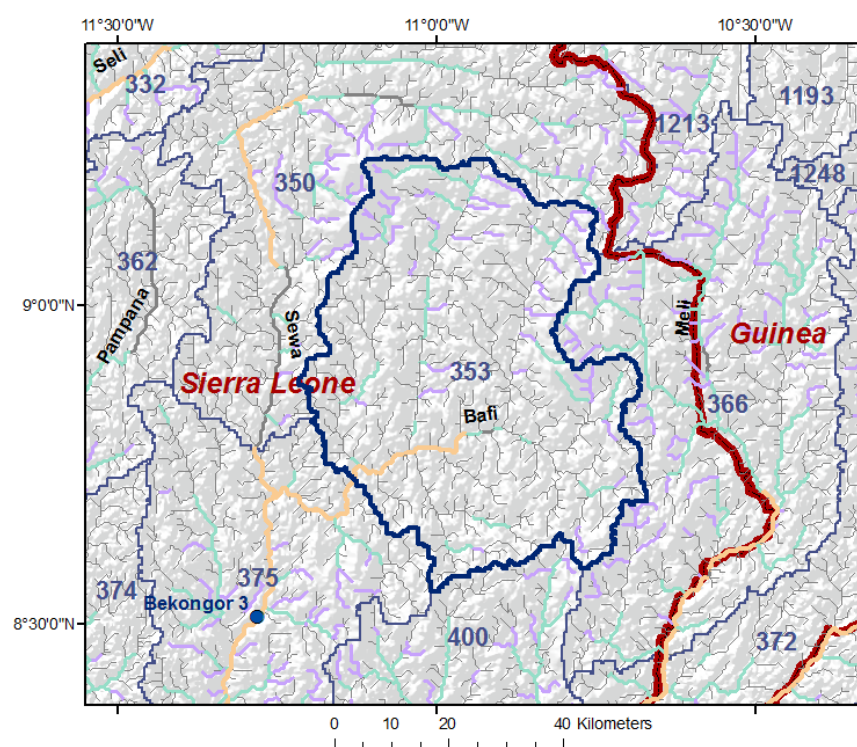 11°30'0"W 11°0'0"W 10°30'0"W
Seli
332
1193
1213
1248
350
362
9°0'0"N
Pampana
Sewa
Meli
Guinea
Sierra Leone
353
366
Bafi
375
374
Bekongor 3
8°30'0"N
400
372
0 10 20 40 Kilometers